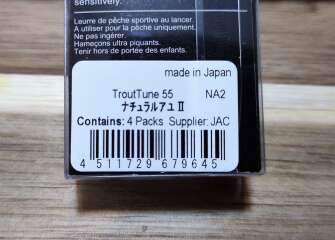 sensitively.
Leurre de pêche sportive au lancer.
A utiliser pour la pêche uniquement.
Ne pas ingérer.
Hameçons ultra piquants.
Tenir hors de portée des enfants.
made in Japan
TroutTune 55 NA2
ナチュラルアユⅡ
Contains: 4 Packs Supplier: JAC
4 511729 679645